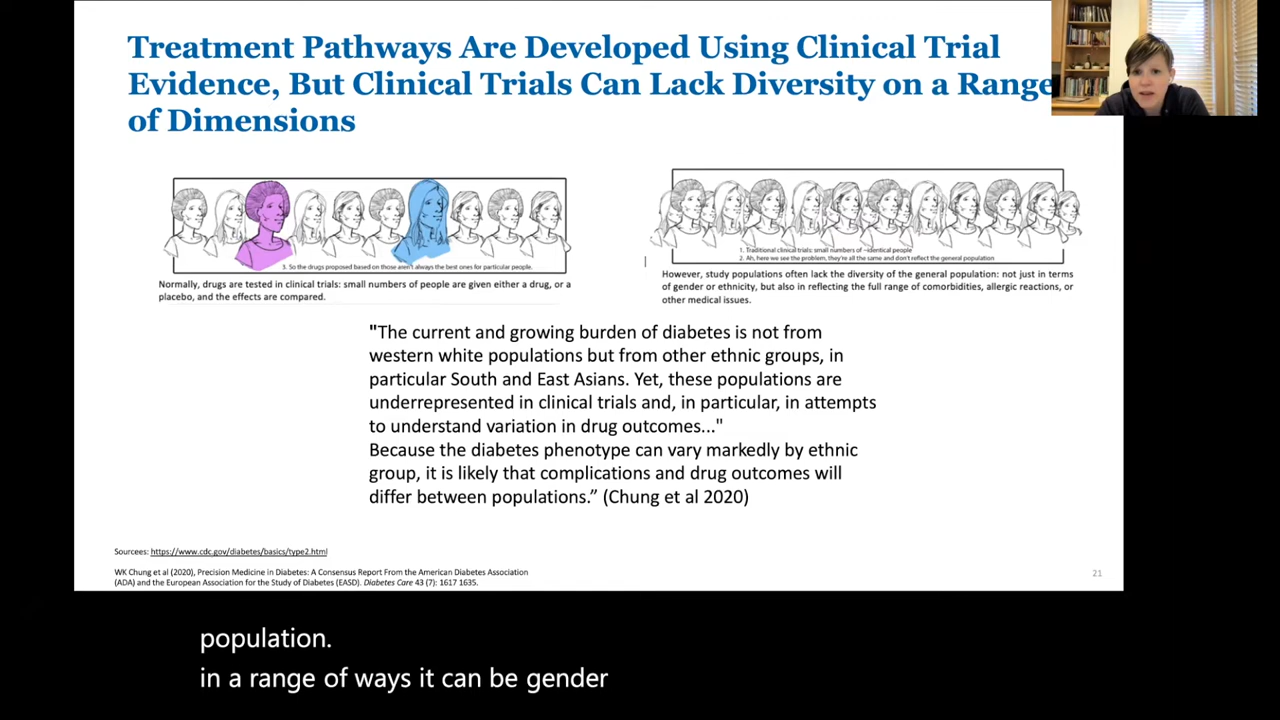 Treatment Pathways Are Developed Using Clinical Trial
Evidence, But Clinical Trials Can Lack Diversity on a Range
of Dimensions
3. So the drugs proposed based on those aren't always the best ones for particular people.
Normally, drugs are tested in clinical trials: small numbers of people are given either a drug, or a
placebo, and the effects are compared.
1. Traditional clinical trials: small numbers of ~identical people
2. Ah, here we see the problem, they're all the same and don't reflect the general population
However, study populations often lack the diversity of the general population: not just in terms
of gender or ethnicity, but also in reflecting the full range of comorbidities, allergic reactions, or
other medical issues.
"The current and growing burden of diabetes is not from
western white populations but from other ethnic groups, in
particular South and East Asians. Yet, these populations are
underrepresented in clinical trials and, in particular, in attempts
to understand variation in drug outcomes..."
Because the diabetes phenotype can vary markedly by ethnic
group, it is likely that complications and drug outcomes will
differ between populations.” (Chung et al 2020)
Sourcees: https://www.cdc.gov/diabetes/basics/type2.html
WK Chung et al (2020), Precision Medicine in Diabetes: A Consensus Report From the American Diabetes Association
(ADA) and the European Association for the Study of Diabetes (EASD). Diabetes Care 43 (7): 1617 1635.
21
population.
in a range of ways it can be gender